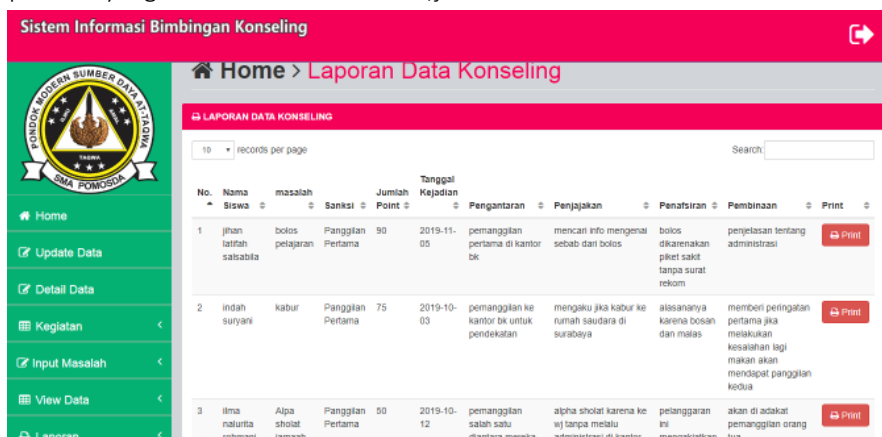 Sistem Informasi Bimbingan Konseling
PONDOK MODERN SUMBER DAYA AT-TAQWA
TAQWA
SMA POMOSDA
Home > Laporan Data Konseling
LAPORAN DATA KONSELING
10 records per page Search:
No. Nama Siswa masalah Sanksi Jumlah Point Tanggal Kejadian Pengantaran Penjajakan Penafsiran Pembinaan Print
1 jihan latifah salsabila bolos pelajaran Panggilan Pertama 90 2019-11-05 pemanggilan pertama di kantor bk mencari info mengenai sebab dari bolos bolos dikarenakan piket sakit tanpa surat rekom penjelasan tentang administrasi Print
2 indah suryani kabur Panggilan Pertama 75 2019-10-03 pemanggilan ke kantor bk untuk pendekatan mengaku jika kabur ke rumah saudara di surabaya alasananya karena bosan dan malas memberi peringatan pertama jika melakukan kesalahan lagi makan akan mendapat panggilan kedua Print
3 ilma nalurita Alpa sholat Panggilan Pertama 50 2019-10-12 pemanggilan salah satu alpha sholat karena ke wj tanpa melalu pelanggaran ini akan di adakat pemanggilan orang Print
Home
Update Data
Detail Data
Kegiatan
Input Masalah
View Data